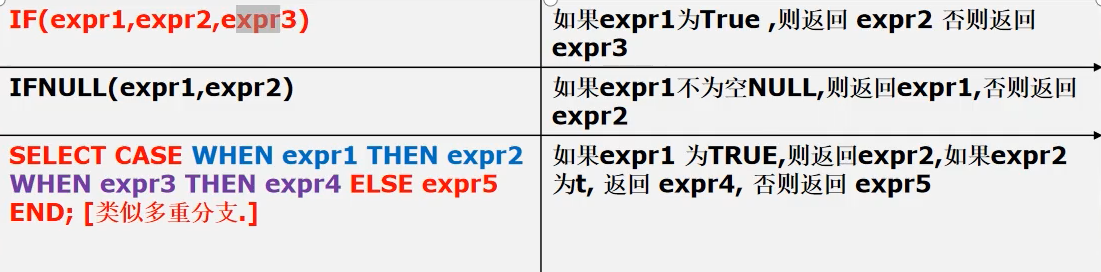 IF(expr1,expr2,expr3)
如果expr1为True ,则返回 expr2 否则返回
expr3
IFNULL(expr1,expr2)
如果expr1不为空NULL,则返回expr1,否则返回
expr2
SELECT CASE WHEN expr1 THEN expr2
WHEN expr3 THEN expr4 ELSE expr5
END; [类似多重分支.]
如果expr1 为TRUE,则返回expr2,如果expr2
为t, 返回 expr4, 否则返回 expr5